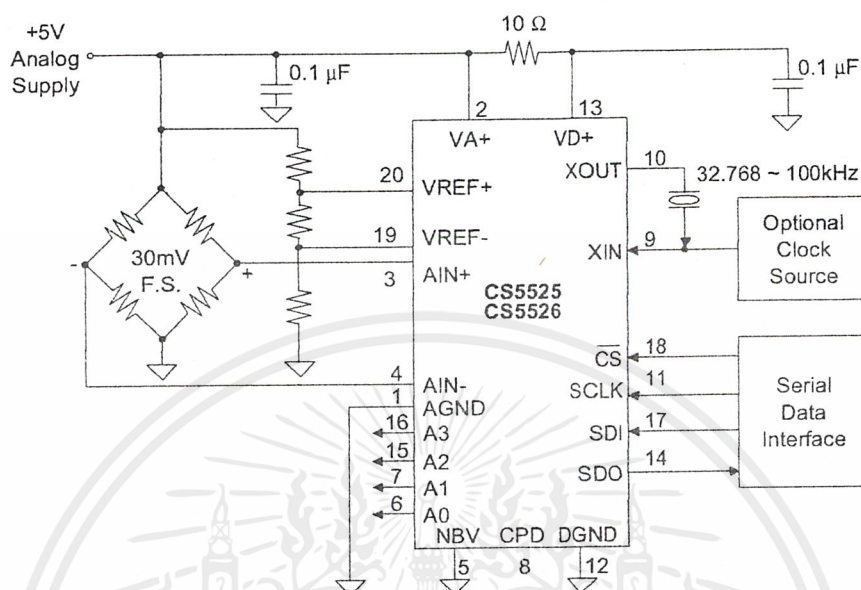 +5V
Analog
Supply
10 Ω
0.1 µF
0.1 µF
2
13
VA+
VD+
20
VREF+
XOUT
10
32.768 ~ 100kHz
19
VREF-
XIN
9
Optional
Clock
Source
-
30mV
F.S.
+
3
AIN+
CS5525
CS5526
CS
18
4
AIN-
SCLK
11
1
AGND
Serial
Data
Interface
16
A3
SDI
17
15
A2
SDO
14
7
A1
6
A0
NBV
CPD
DGND
5
8
12